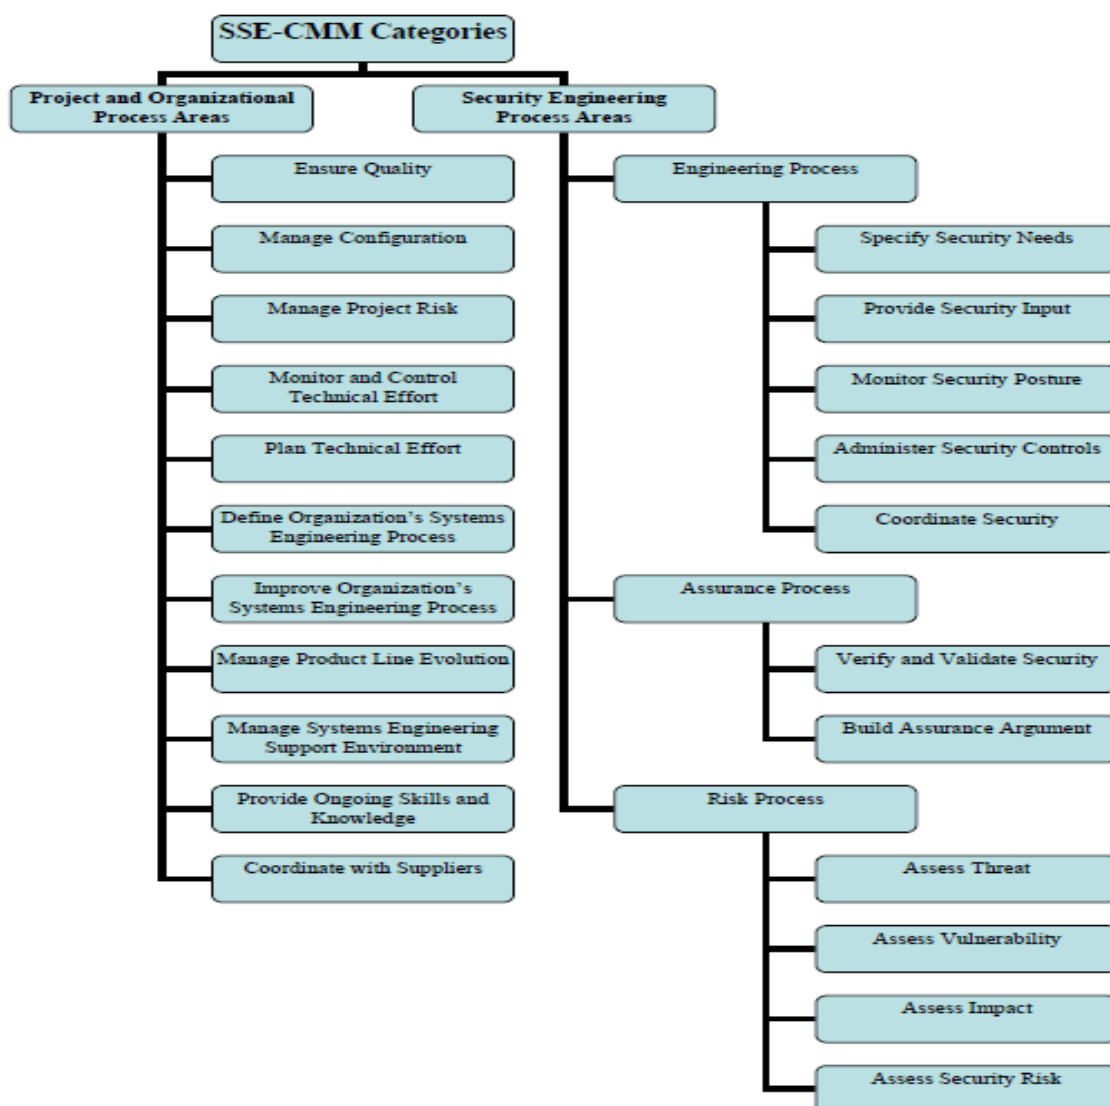 SSE-CMM Categories
Project and Organizational
Process Areas
Security Engineering
Process Areas
Ensure Quality
Manage Configuration
Manage Project Risk
Monitor and Control
Technical Effort
Plan Technical Effort
Define Organization’s Systems
Engineering Process
Improve Organization’s
Systems Engineering Process
Manage Product Line Evolution
Manage Systems Engineering
Support Environment
Provide Ongoing Skills and
Knowledge
Coordinate with Suppliers
Engineering Process
Specify Security Needs
Provide Security Input
Monitor Security Posture
Administer Security Controls
Coordinate Security
Assurance Process
Verify and Validate Security
Build Assurance Argument
Risk Process
Assess Threat
Assess Vulnerability
Assess Impact
Assess Security Risk